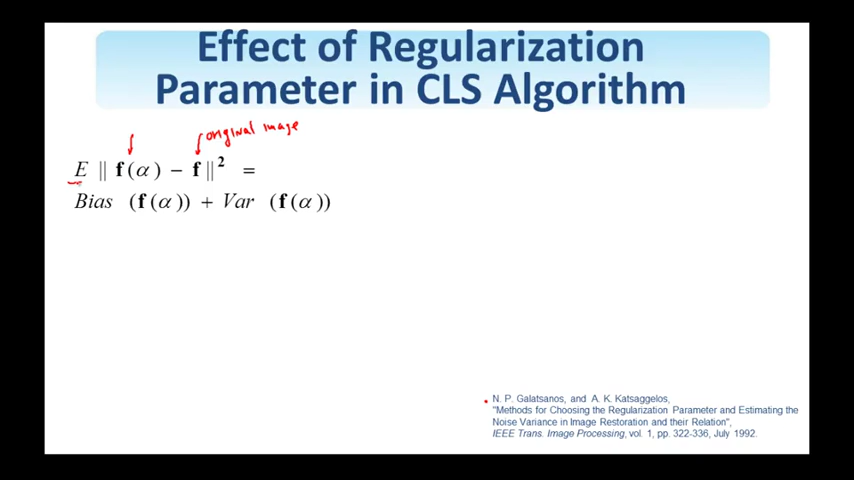 Effect of Regularization
Parameter in CLS Algorithm
original image
E || f(α) − f||² =
Bias (f(α)) + Var (f(α))
N. P. Galatsanos, and A. K. Katsaggelos,
"Methods for Choosing the Regularization Parameter and Estimating the
Noise Variance in Image Restoration and their Relation",
IEEE Trans. Image Processing, vol. 1, pp. 322-336, July 1992.